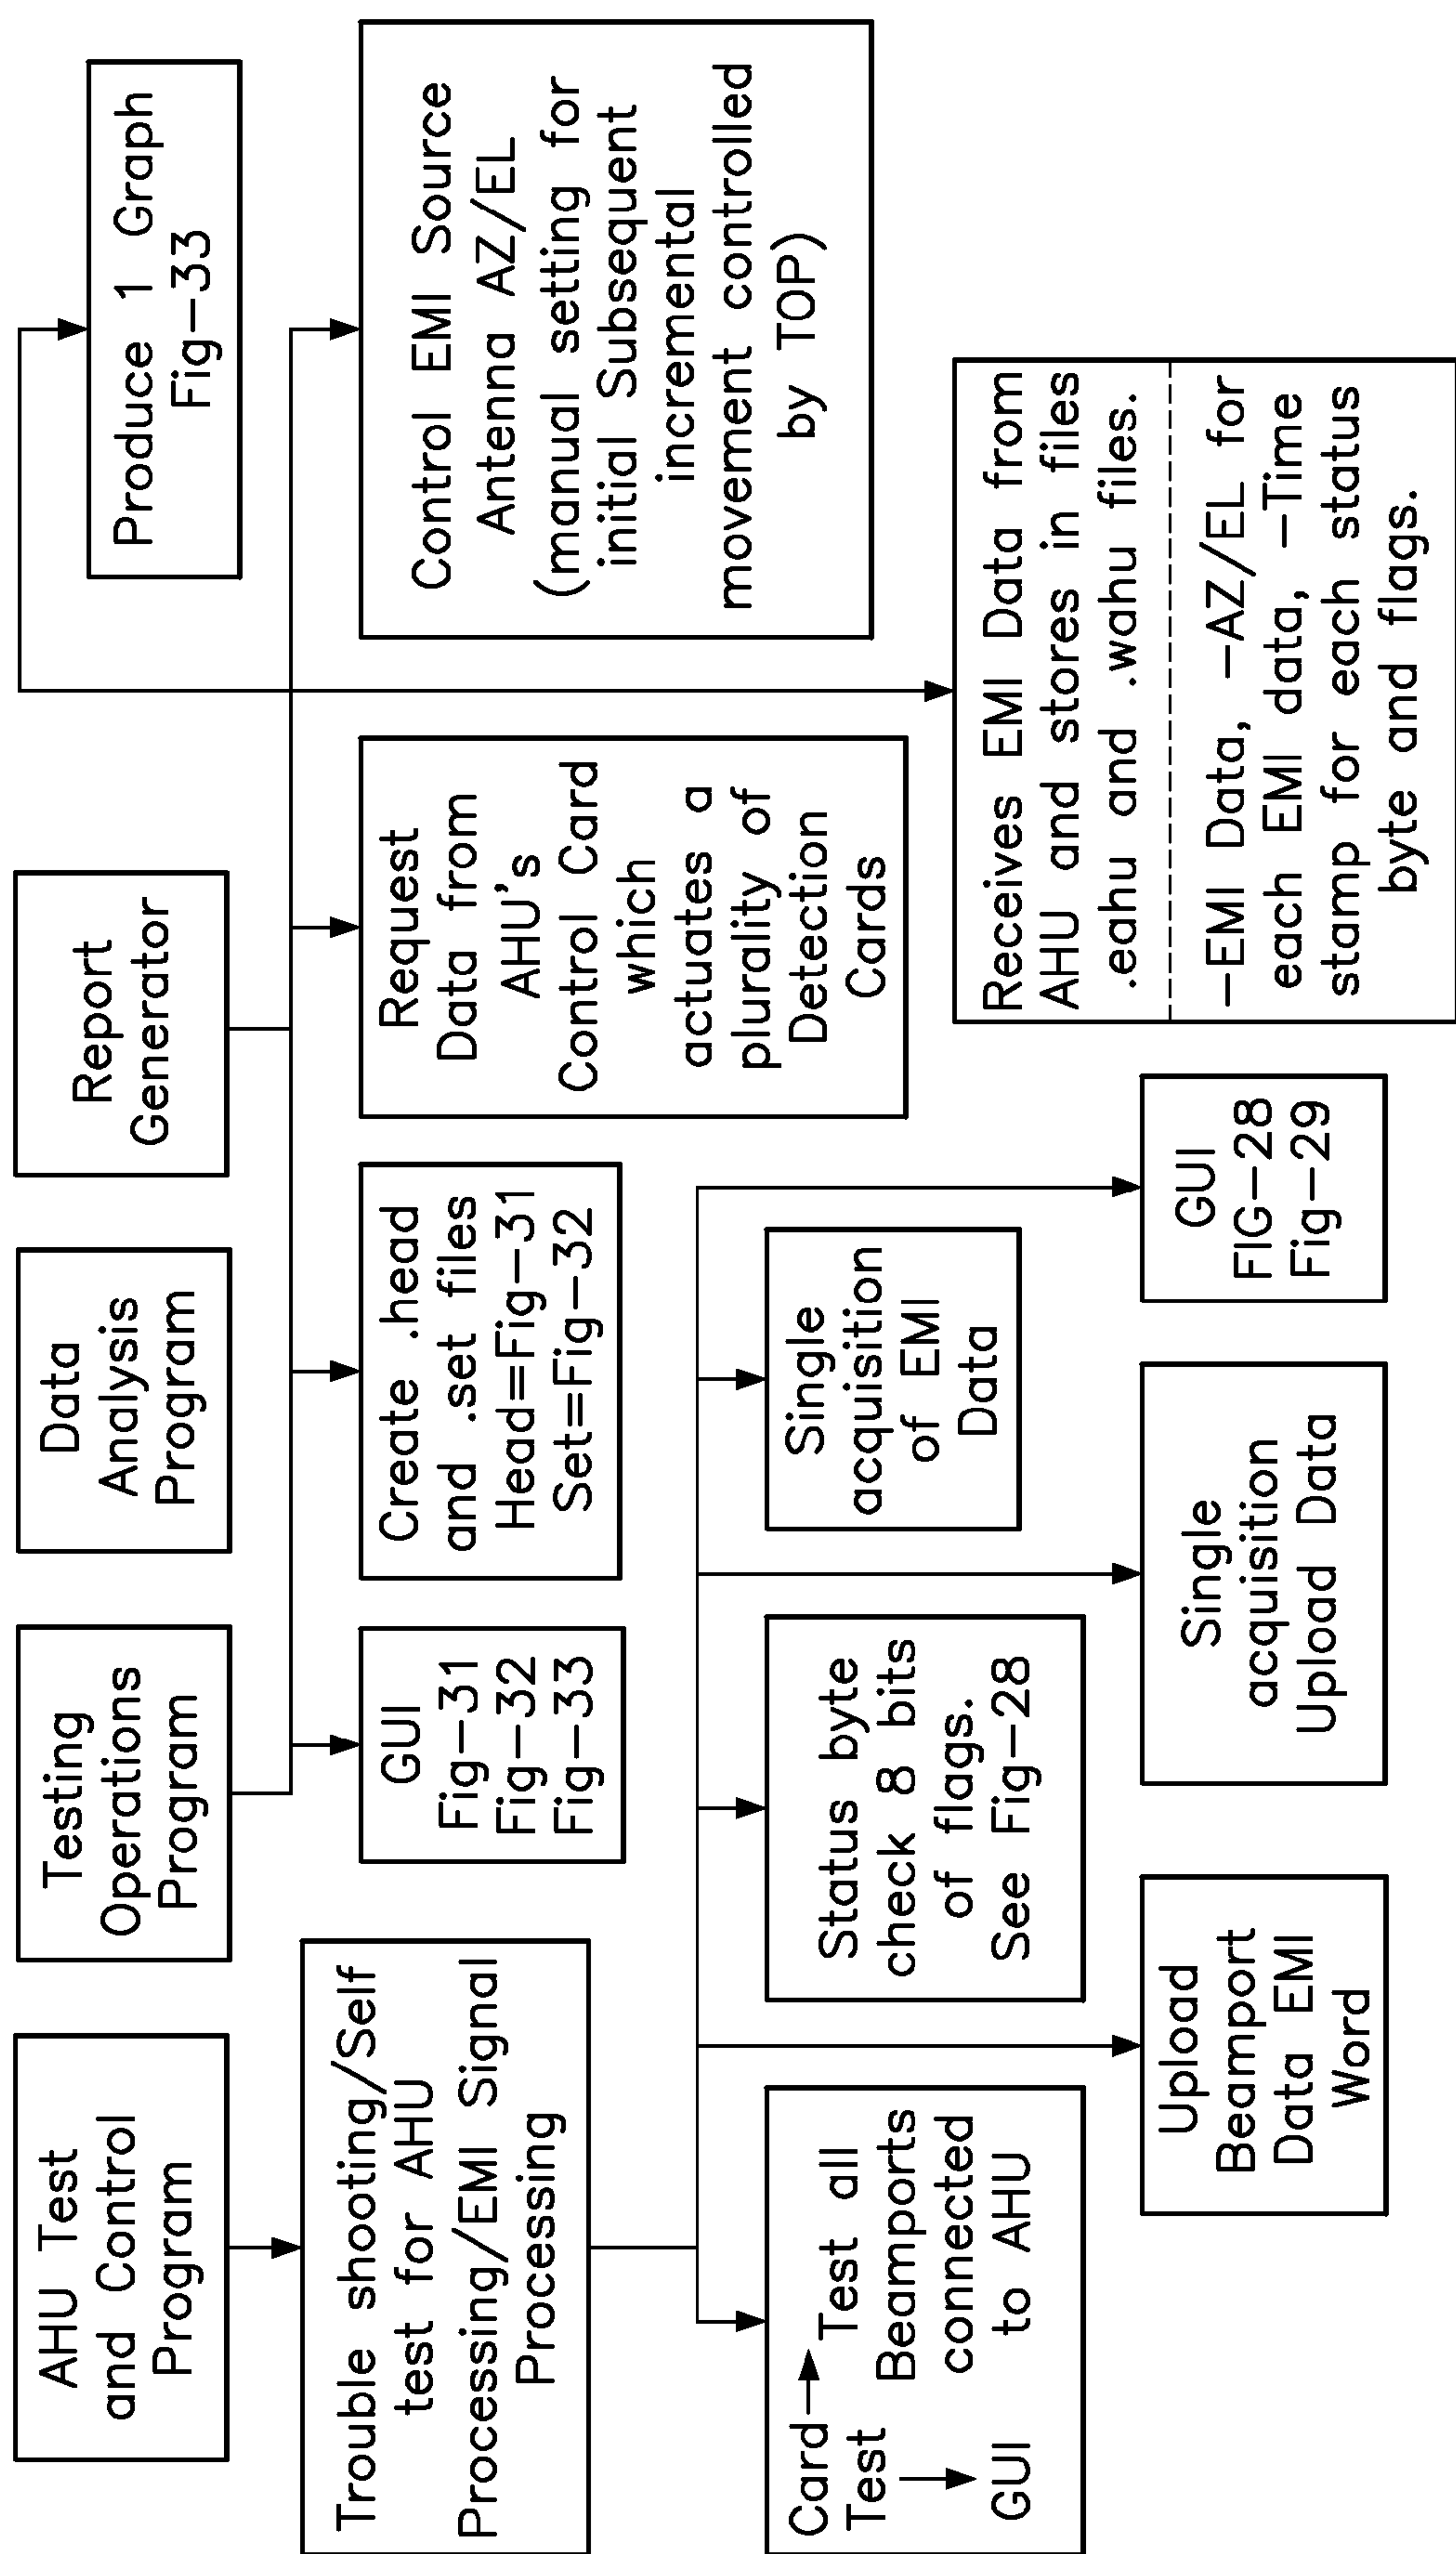 AHU Test
and Control
Program
Testing
Operations
Program
Data
Analysis
Program
Report
Generator
Produce 1 Graph
Fig-33
Trouble shooting/Self
test for AHU
Processing/EMI Signal
Processing
GUI
Fig-31
Fig-32
Fig-33
Create .head
and .set files
Head=Fig-31
Set=Fig-32
Request
Data from
AHU's
Control Card
which
actuates a
plurality of
Detection
Cards
Control EMI Source
Antenna AZ/EL
(manual setting for
initial Subsequent
incremental
movement controlled
by TOP)
Card
Test
GUI
Test all
Beamports
connected
to AHU
Status byte
check 8 bits
of flags.
See Fig-28
Single
acquisition
of EMI
Data
Upload
Beamport
Data EMI
Word
Single
acquisition
Upload Data
GUI
FIG-28
Fig-29
Receives EMI Data from
AHU and stores in files
.eahu and .wahu files.
-EMI Data, -AZ/EL for
each EMI data, -Time
stamp for each status
byte and flags.